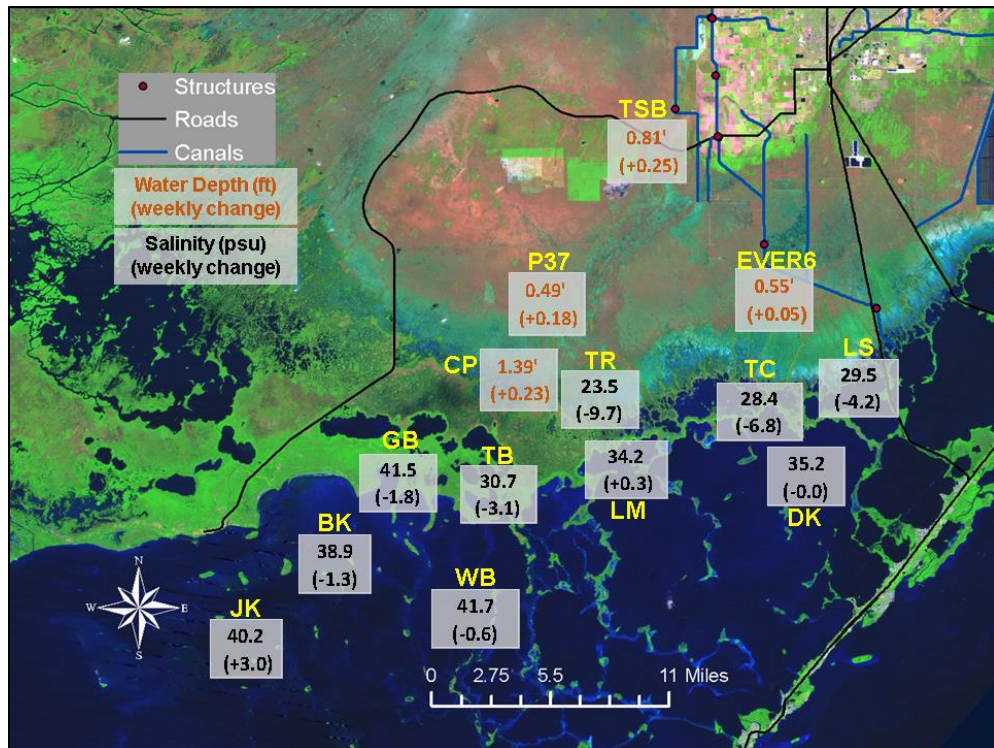 Structures
Roads
Canals
Water Depth (ft)
(weekly change)
Salinity (psu)
(weekly change)
TSB
0.81'
(+0.25)
P37
0.49'
(+0.18)
EVER6
0.55'
(+0.05)
CP
1.39'
(+0.23)
TR
23.5
(-9.7)
TC
28.4
(-6.8)
LS
29.5
(-4.2)
GB
41.5
(-1.8)
TB
30.7
(-3.1)
34.2
(+0.3)
LM
35.2
(-0.0)
DK
BK
38.9
(-1.3)
WB
41.7
(-0.6)
JK
40.2
(+3.0)
N
W E
S
0 2.75 5.5 11 Miles